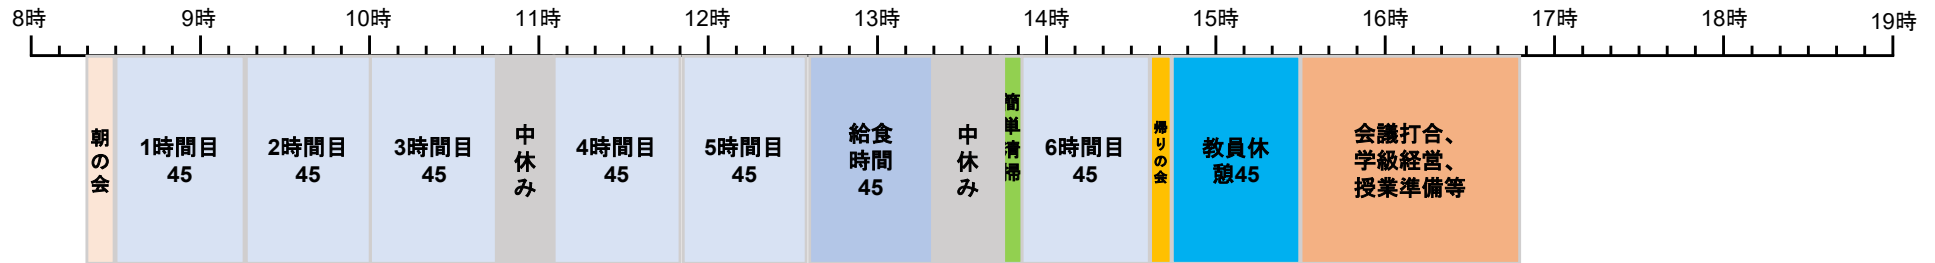 8時 9時 10時 11時 12時 13時 14時 15時 16時 17時 18時 19時
朝の会
1時間目
45
2時間目
45
3時間目
45
中休み
4時間目
45
5時間目
45
給食
時間
45
中休み
簡単清掃
6時間目
45
帰りの会
教員休
憩45
会議打合、
学級経営、
授業準備等